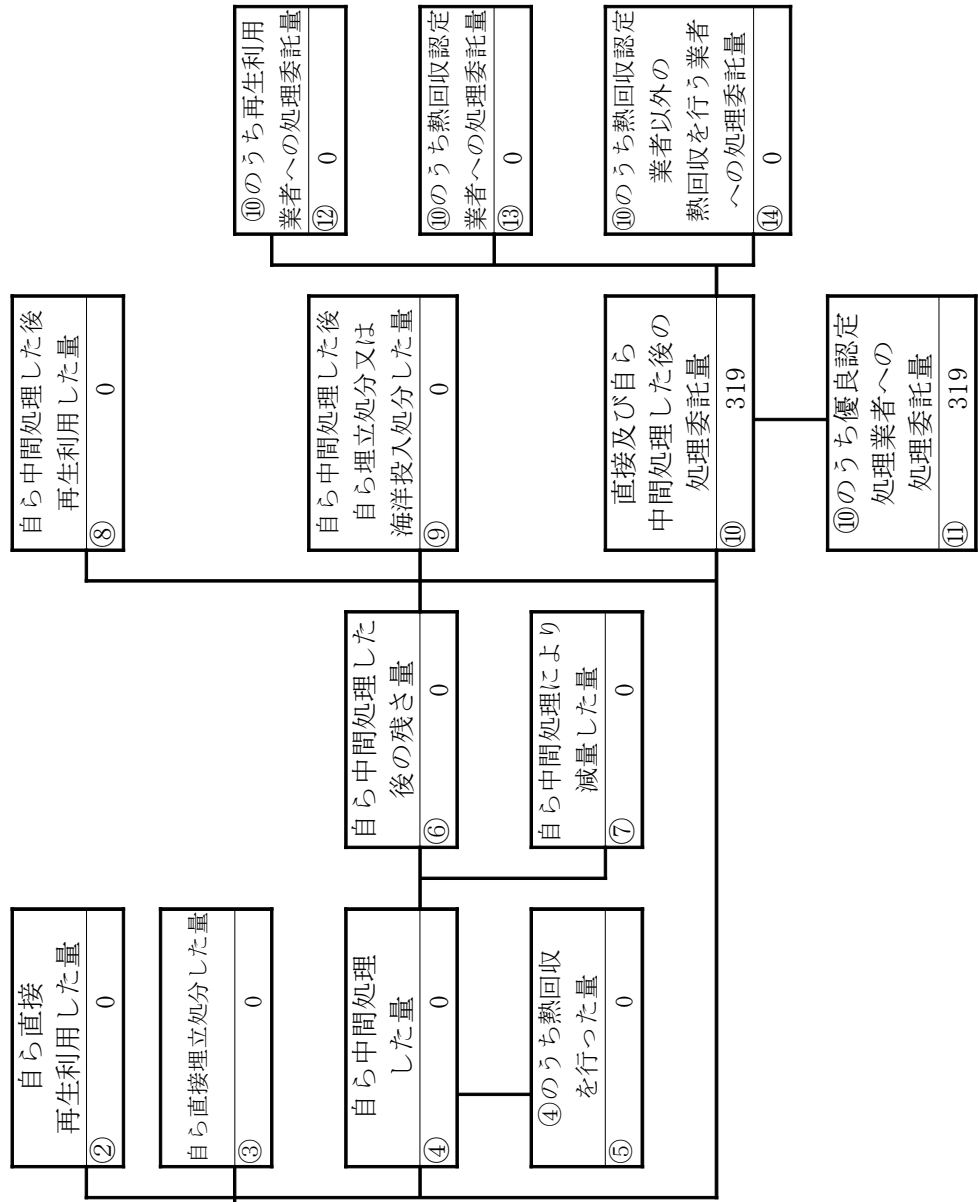 自ら直接
再生利用した量
② 0
自ら直接埋立処分した量
③ 0
自ら中間処理
した量
④ 0
④のうち熱回収
を行った量
⑤ 0
自ら中間処理した
後の残さ量
⑥ 0
自ら中間処理により
減量した量
⑦ 0
自ら中間処理した後
再生利用した量
⑧ 0
自ら中間処理した後
自ら埋立処分又は
海洋投入処分した量
⑨ 0
直接及び自ら
中間処理した後の
処理委託量
⑩ 319
⑩のうち優良認定
処理業者への
処理委託量
⑪ 319
⑩のうち再生利用
業者への処理委託量
⑫ 0
⑩のうち熱回収認定
業者への処理委託量
⑬ 0
⑩のうち熱回収認定
業者以外の
熱回収を行う業者
への処理委託量
⑭ 0